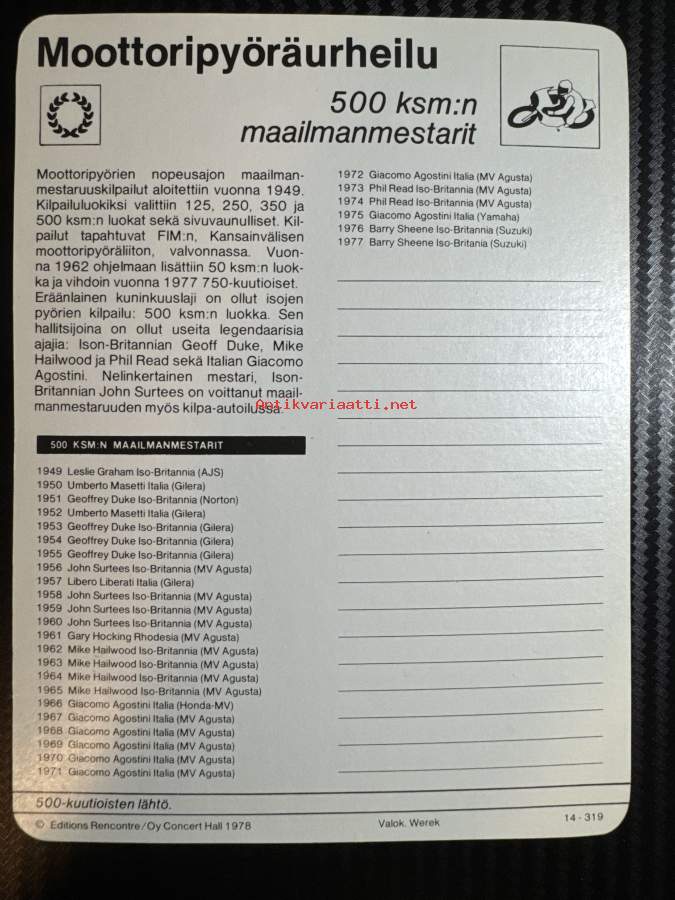 Moottoripyöräurheilu
500 ksm:n
maailmanmestarit
Moottoripyörien nopeusajon maailman-
mestaruuskilpailut aloitettiin vuonna 1949.
Kilpailuluokiksi valittiin 125, 250, 350 ja
500 ksm:n luokat sekä sivuvaunulliset. Kil-
pailut tapahtuvat FIM:n, Kansainvälisen
moottoripyöräliiton, valvonnassa. Vuon-
na 1962 ohjelmaan lisättiin 50 ksm:n luok-
ka ja vihdoin vuonna 1977 750-kuutioiset.
Eräänlainen kuninkuuslaji on ollut isojen
pyörien kilpailu: 500 ksm:n luokka. Sen
hallitsijoina on ollut useita legendaarisia
ajajia: Ison-Britannian Geoff Duke, Mike
Hailwood ja Phil Read sekä Italian Giacomo
Agostini. Nelinkertainen mestari, Ison-
Britannian John Surtees on voittanut maail-
manmestaruuden myös kilpa-autoilussa.
Antikvariaatti.net
500 KSM:N MAAILMANMESTARIT
1949 Leslie Graham Iso-Britannia (AJS)
1950 Umberto Masetti Italia (Gilera)
1951 Geoffrey Duke Iso-Britannia (Norton)
1952 Umberto Masetti Italia (Gilera)
1953 Geoffrey Duke Iso-Britannia (Gilera)
1954 Geoffrey Duke Iso-Britannia (Gilera)
1955 Geoffrey Duke Iso-Britannia (Gilera)
1956 John Surtees Iso-Britannia (MV Agusta)
1957 Libero Liberati Italia (Gilera)
1958 John Surtees Iso-Britannia (MV Agusta)
1959 John Surtees Iso-Britannia (MV Agusta)
1960 John Surtees Iso-Britannia (MV Agusta)
1961 Gary Hocking Rhodesia (MV Agusta)
1962 Mike Hailwood Iso-Britannia (MV Agusta)
1963 Mike Hailwood Iso-Britannia (MV Agusta)
1964 Mike Hailwood Iso-Britannia (MV Agusta)
1965 Mike Hailwood Iso-Britannia (MV Agusta)
1966 Giacomo Agostini Italia (Honda-MV)
1967 Giacomo Agostini Italia (MV Agusta)
1968 Giacomo Agostini Italia (MV Agusta)
1969 Giacomo Agostini Italia (MV Agusta)
1970 Giacomo Agostini Italia (MV Agusta)
1971 Giacomo Agostini Italia (MV Agusta)
1972 Giacomo Agostini Italia (MV Agusta)
1973 Phil Read Iso-Britannia (MV Agusta)
1974 Phil Read Iso-Britannia (MV Agusta)
1975 Giacomo Agostini Italia (Yamaha)
1976 Barry Sheene Iso-Britannia (Suzuki)
1977 Barry Sheene Iso-Britania (Suzuki)
500-kuutioisten lähtö.
© Editions Rencontre/Oy Concert Hall 1978
Valok. Werek
14-319